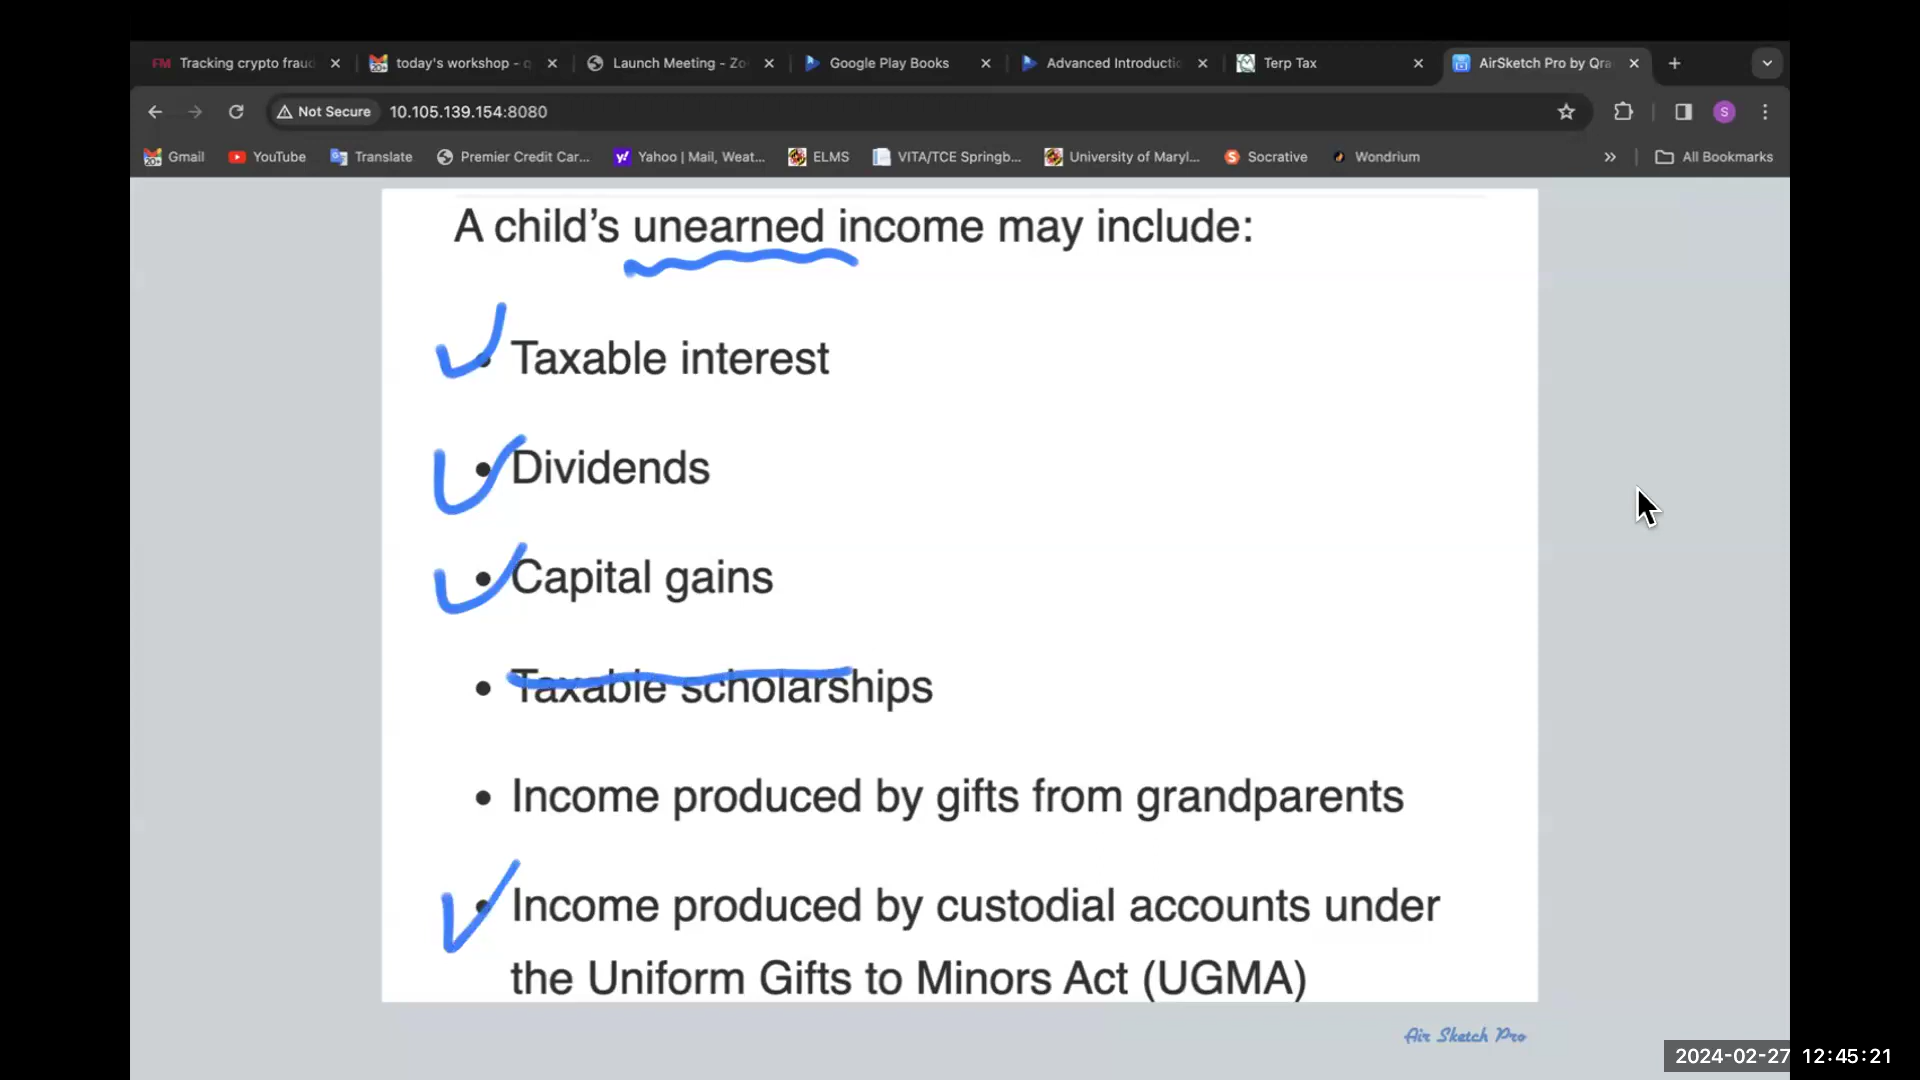 Tracking crypto fraud
today's workshop - q
Launch Meeting - Zo
Google Play Books
Advanced Introductio
Terp Tax
AirSketch Pro by Qra
Not Secure 10.105.139.154:8080
S
Gmail
YouTube
Translate
Premier Credit Car...
Yahoo | Mail, Weat...
ELMS
VITA/TCE Springb...
University of Maryl...
Socrative
Wondrium
All Bookmarks
A child’s unearned income may include:
• Taxable interest
• Dividends
• Capital gains
• Taxable scholarships
• Income produced by gifts from grandparents
• Income produced by custodial accounts under
the Uniform Gifts to Minors Act (UGMA)
Air Sketch Pro
2024-02-27 12:45:21